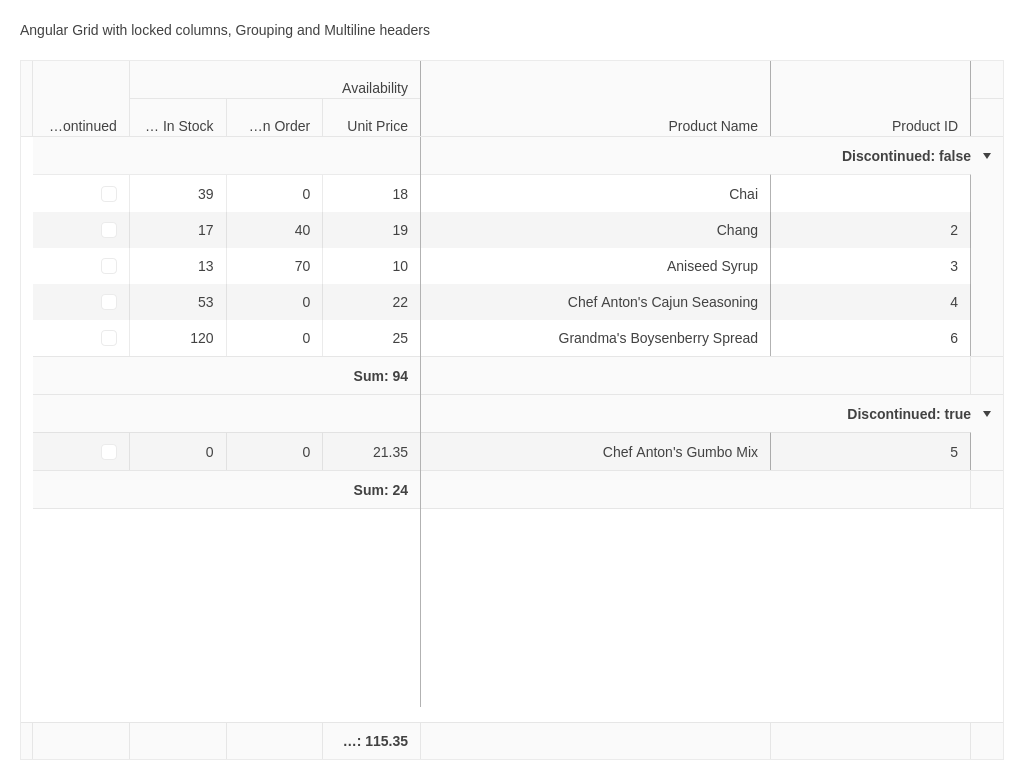 Angular Grid with locked columns, Grouping and Multiline headers
Availability
…ontinued … In Stock …n Order Unit Price Product Name Product ID
Discontinued: false
39 0 18 Chai
17 40 19 Chang 2
13 70 10 Aniseed Syrup 3
53 0 22 Chef Anton's Cajun Seasoning 4
120 0 25 Grandma's Boysenberry Spread 6
Sum: 94
Discontinued: true
0 0 21.35 Chef Anton's Gumbo Mix 5
Sum: 24
…: 115.35